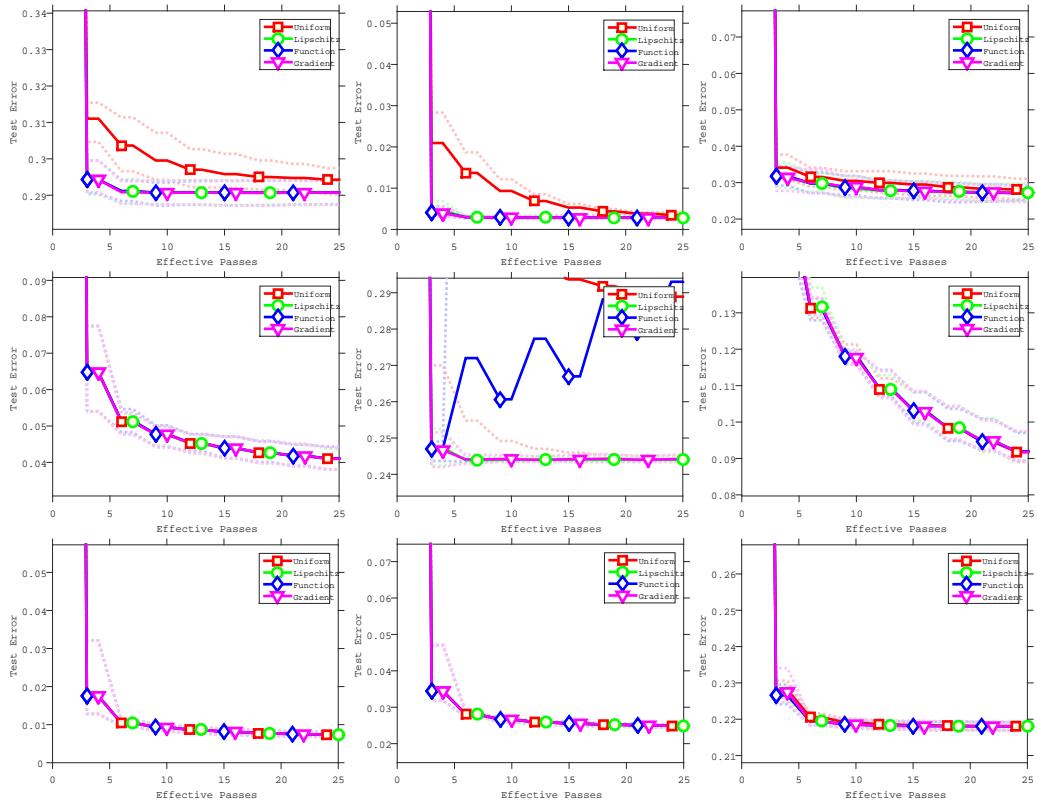 0.34
0.33
0.32
0.31
0.3
0.29
Test Error
0 5 10 15 20 25
Effective Passes
Uniform
Lipschitz
Function
Gradient
0.05
0.04
0.03
0.02
0.01
0
Test Error
0 5 10 15 20 25
Effective Passes
Uniform
Lipschitz
Function
Gradient
0.07
0.06
0.05
0.04
0.03
0.02
Test Error
0 5 10 15 20 25
Effective Passes
Uniform
Lipschitz
Function
Gradient
0.09
0.08
0.07
0.06
0.05
0.04
Test Error
0 5 10 15 20 25
Effective Passes
Uniform
Lipschitz
Function
Gradient
0.29
0.28
0.27
0.26
0.25
0.24
Test Error
0 5 10 15 20 25
Effective Passes
Uniform
Lipschitz
Function
Gradient
0.13
0.12
0.11
0.1
0.09
0.08
Test Error
0 5 10 15 20 25
Effective Passes
Uniform
Lipschitz
Function
Gradient
0.05
0.04
0.03
0.02
0.01
0
Test Error
0 5 10 15 20 25
Effective Passes
Uniform
Lipschitz
Function
Gradient
0.07
0.06
0.05
0.04
0.03
0.02
Test Error
0 5 10 15 20 25
Effective Passes
Uniform
Lipschitz
Function
Gradient
0.26
0.25
0.24
0.23
0.22
0.21
Test Error
0 5 10 15 20 25
Effective Passes
Uniform
Lipschitz
Function
Gradient